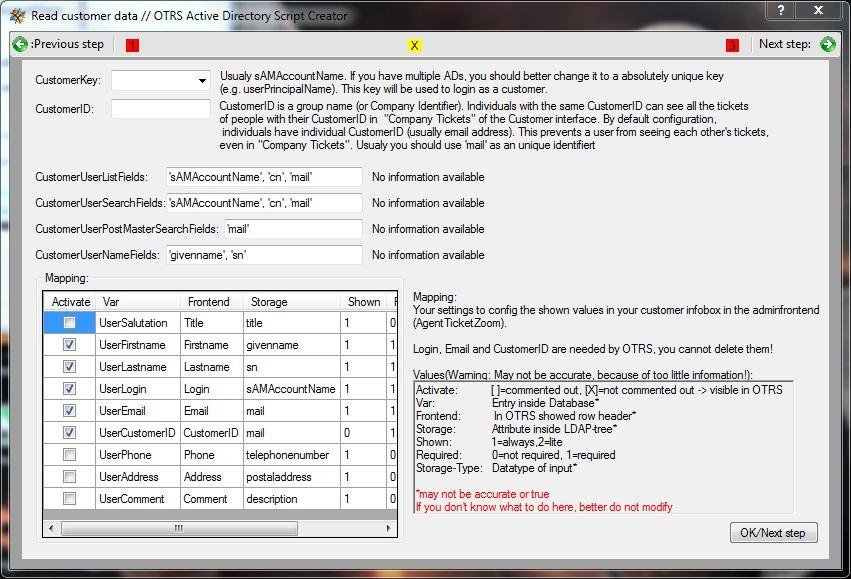 Read customer data // OTRS Active Directory Script Creator
? X
:Previous step 1 X 3 Next step:
CustomerKey:
Usualy sAMAccountName. If you have multiple ADs, you should better change it to a absolutely unique key
(e.g. userPrincipalName). This key will be used to login as a customer.
CustomerID:
CustomerID is a group name (or Company Identifier). Individuals with the same CustomerID can see all the tickets
of people with their CustomerID in "Company Tickets" of the Customer interface. By default configuration,
individuals have individual CustomerID (usually email address). This prevents a user from seeing each other's tickets,
even in "Company Tickets". Usualy you should use 'mail' as an unique identifiert
CustomerUserListFields: 'sAMAccountName', 'cn', 'mail' No information available
CustomerUserSearchFields: 'sAMAccountName', 'cn', 'mail' No information available
CustomerUserPostMasterSearchFields: 'mail' No information available
CustomerUserNameFields: 'givenname', 'sn' No information available
Mapping:
Activate Var Frontend Storage Shown
UserSalutation Title title 1 0
UserFirstname Firstname givenname 1 1
UserLastname Lastname sn 1 1
UserLogin Login sAMAccountName 1 1
UserEmail Email mail 1 1
UserCustomerID CustomerID mail 0 1
UserPhone Phone telephonenumber 1 0
UserAddress Address postaladdress 1 0
UserComment Comment description 1 0
Mapping:
Your settings to config the shown values in your customer infobox in the adminfrontend
(AgentTicketZoom).
Login, Email and CustomerID are needed by OTRS, you cannot delete them!
Values(Warning: May not be accurate, because of too little information!):
Activate: [ ]=commented out, [X]=not commented out -> visible in OTRS
Var: Entry inside Database*
Frontend: In OTRS showed row header*
Storage: Attribute inside LDAP-tree*
Shown: 1=always,2=lite
Required: 0=not required, 1=required
Storage-Type: Datatype of input*
*may not be accurate or true
If you don't know what to do here, better do not modify
OK/Next step